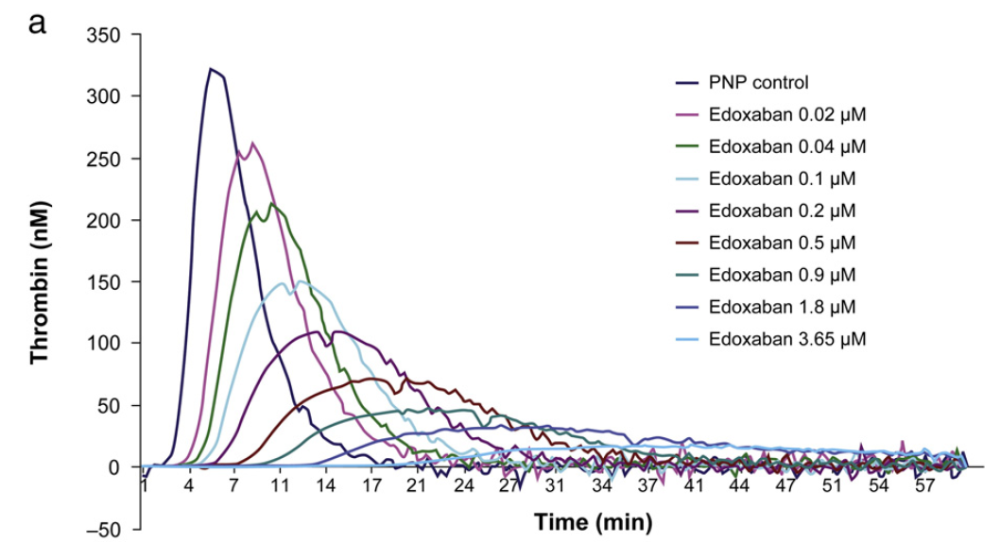 a
350
300
250
200
150
100
50
0
–50
Thrombin (nM)
PNP control
Edoxaban 0.02 µM
Edoxaban 0.04 µM
Edoxaban 0.1 µM
Edoxaban 0.2 µM
Edoxaban 0.5 µM
Edoxaban 0.9 µM
Edoxaban 1.8 µM
Edoxaban 3.65 µM
1 4 7 11 14 17 21 24 27 31 34 37 41 44 47 51 54 57
Time (min)